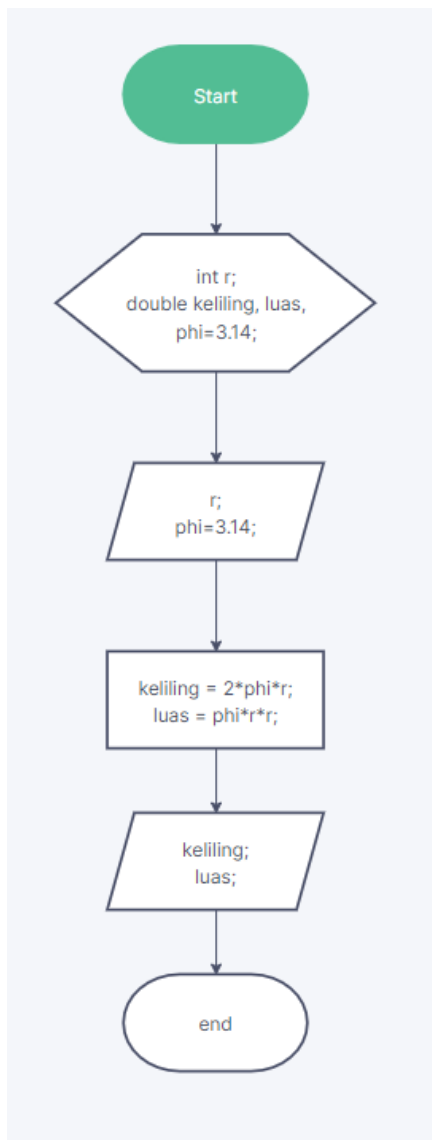 Start
int r;
double keliling, luas,
phi=3.14;
r;
phi=3.14;
keliling = 2*phi*r;
luas = phi*r*r;
keliling;
luas;
end